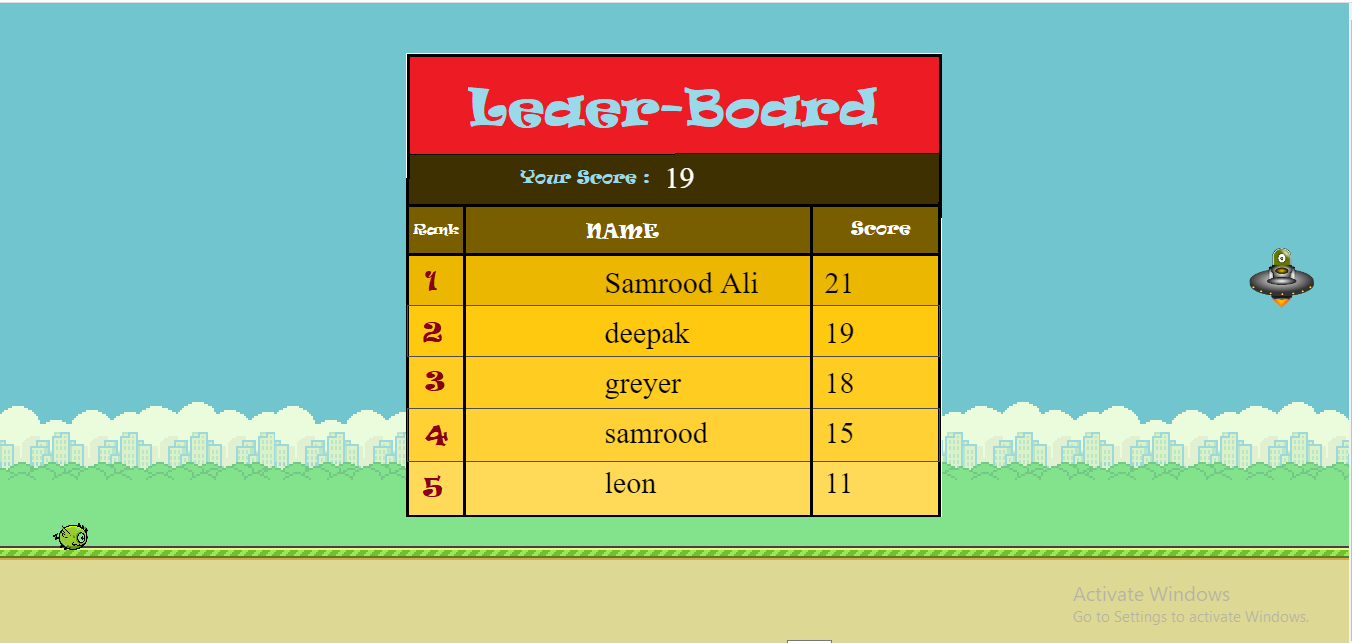 Leader-Board
Your Score : 19
Rank NAME Score
1 Samrood Ali 21
2 deepak 19
3 greyer 18
4 samrood 15
5 leon 11
Activate Windows
Go to Settings to activate Windows.